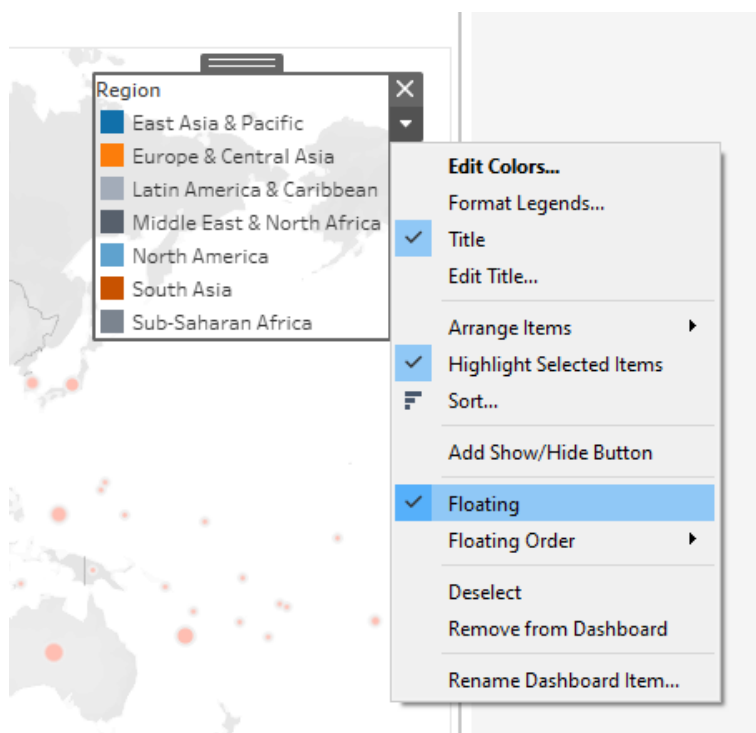 Region
East Asia & Pacific
Europe & Central Asia
Latin America & Caribbean
Middle East & North Africa
North America
South Asia
Sub-Saharan Africa
Edit Colors...
Format Legends...
Title
Edit Title...
Arrange Items
Highlight Selected Items
Sort...
Add Show/Hide Button
Floating
Floating Order
Deselect
Remove from Dashboard
Rename Dashboard Item...